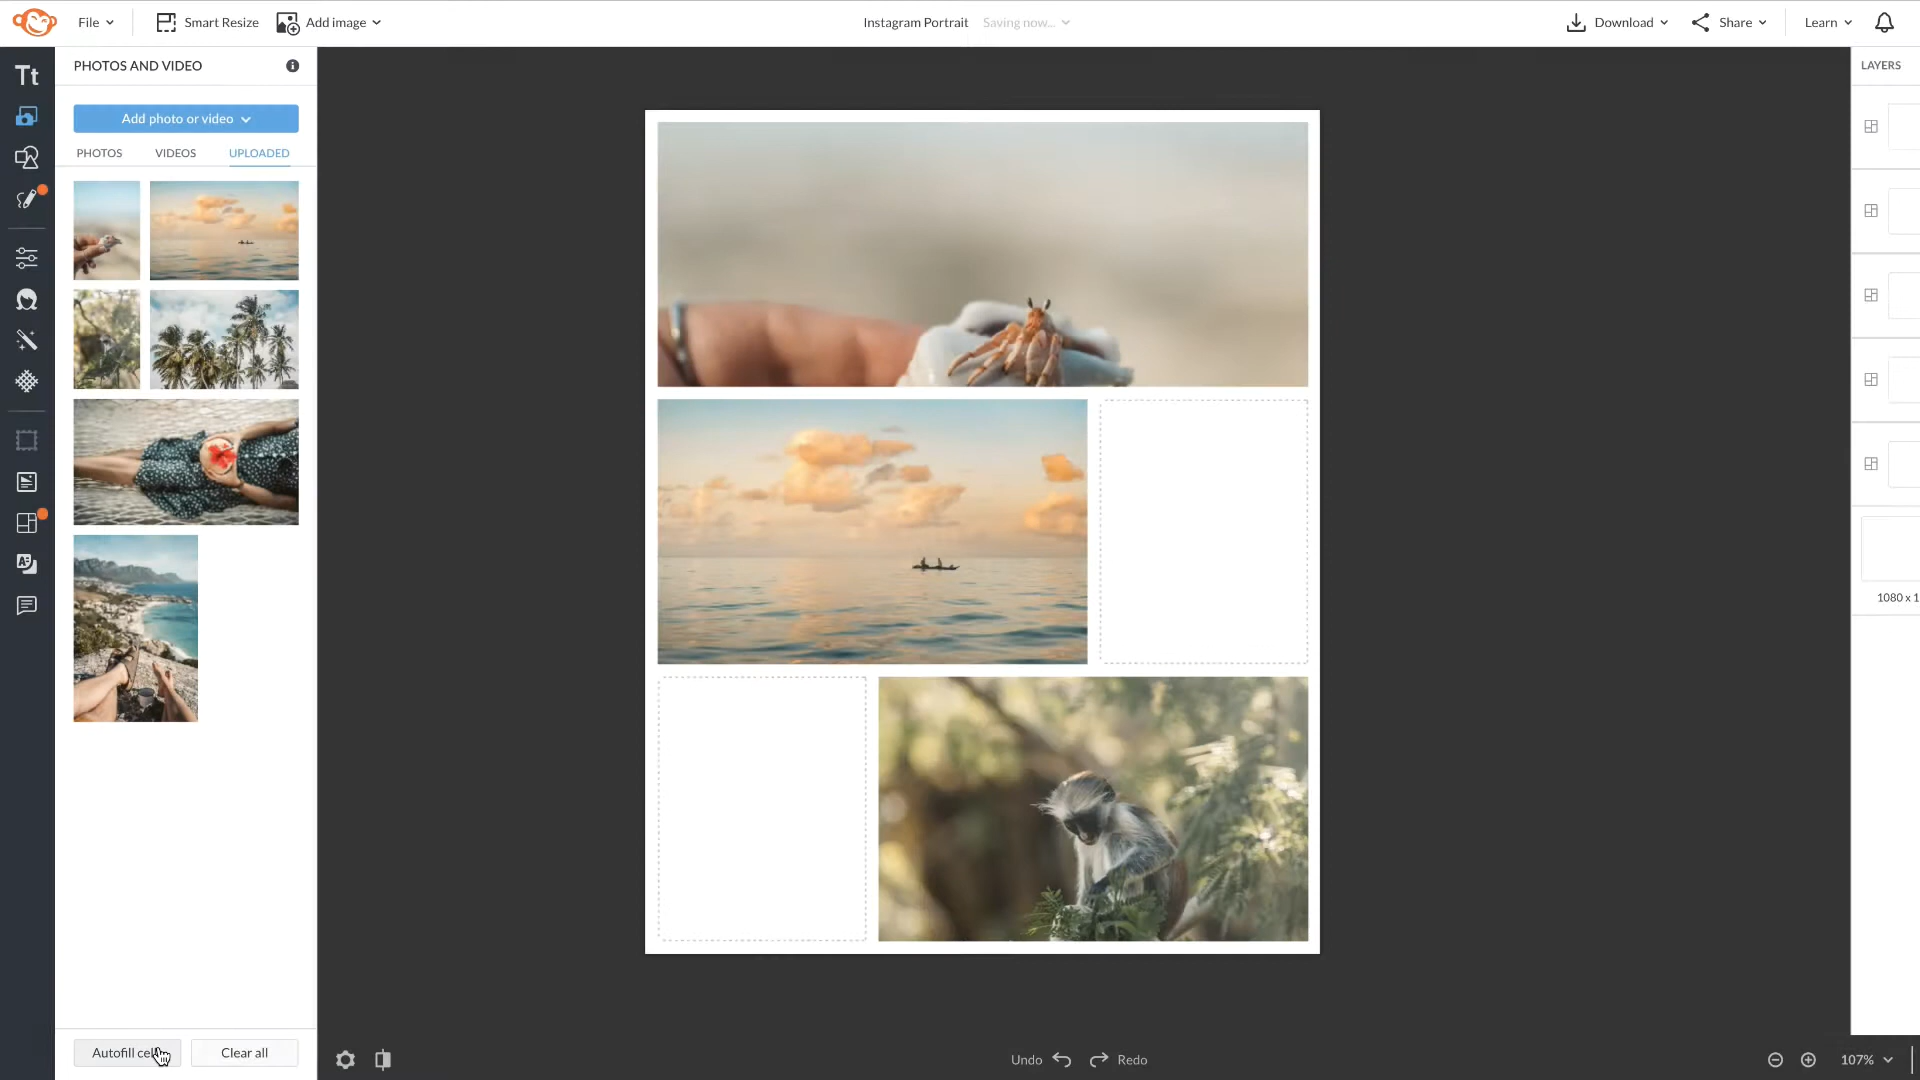 File
Smart Resize
Add image
Instagram Portrait
Saving now...
Download
Share
Learn
Tt
PHOTOS AND VIDEO
LAYERS
Add photo or video
PHOTOS
VIDEOS
UPLOADED
1080 x 1
Autofill
Clear all
Undo
Redo
107%